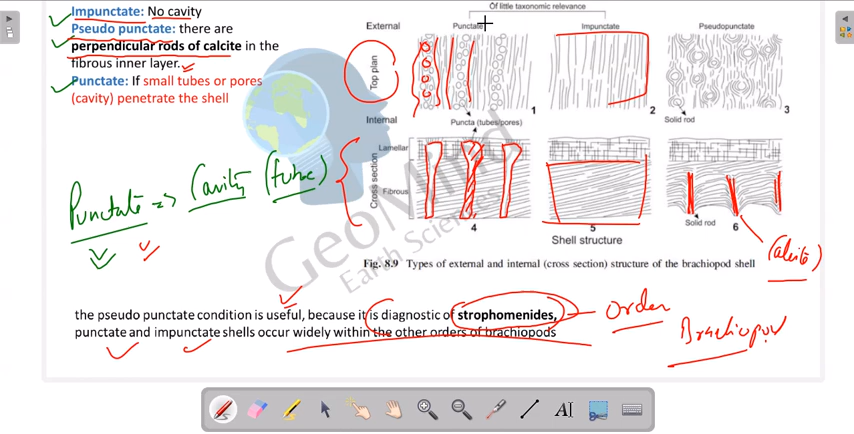 Impunctate: No cavity
Pseudo punctate: there are
perpendicular rods of calcite in the
fibrous inner layer.
Punctate: If small tubes or pores
(cavity) penetrate the shell
Of little taxonomic relevance
External
Punctate
Impunctate
Pseudopunctate
Top plan
1
2
3
Internal
Puncta (tubes/pores)
Solid rod
Lamellar
Cross section
Fibrous
4
5
Solid rod
6
Shell structure
Punctate => Cavity
(calcite)
Fig. 8.9 Types of external and internal (cross section) structure of the brachiopod shell
GeoMind
Earth Sciences
the pseudo punctate condition is useful, because it is diagnostic of strophomenides,
punctate and impunctate shells occur widely within the other orders of brachiopods
order
Brachiopod
AI